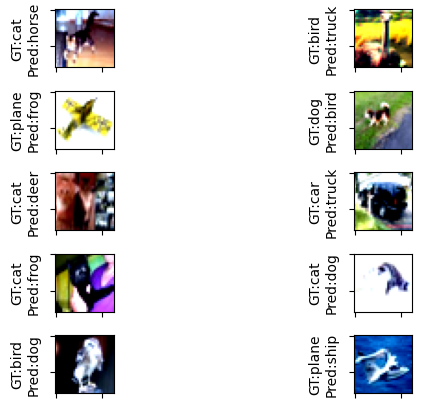 GT:cat
Pred:horse
GT:bird
Pred:truck
GT:plane
Pred:frog
GT:dog
Pred:bird
GT:cat
Pred:deer
GT:car
Pred:truck
GT:cat
Pred:frog
GT:cat
Pred:dog
GT:bird
Pred:dog
GT:plane
Pred:ship